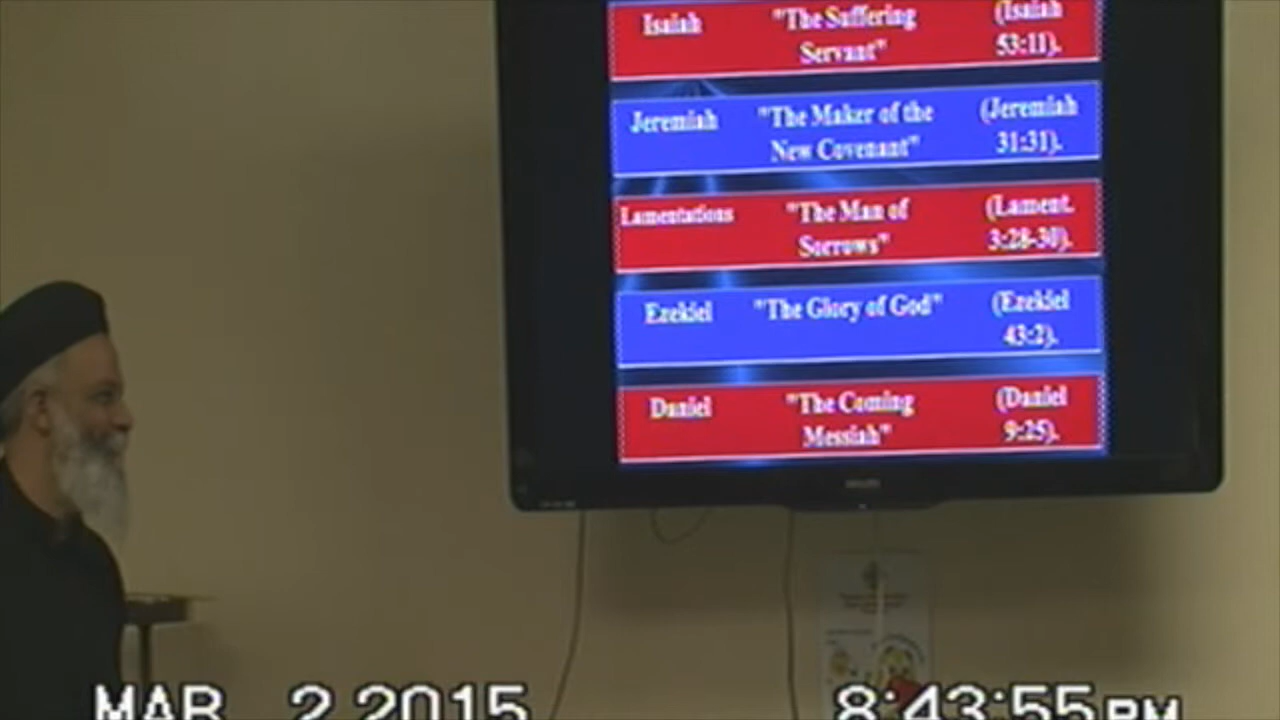 Isaiah "The Suffering Servant" (Isaiah 53:11).
Jeremiah "The Maker of the New Covenant" (Jeremiah 31:31).
Lamentations "The Man of Sorrows" (Lament. 3:28-30).
Ezekiel "The Glory of God" (Ezekiel 43:2).
Daniel "The Coming Messiah" (Daniel 9:25).
MAR 2 2015 8:43:55 PM